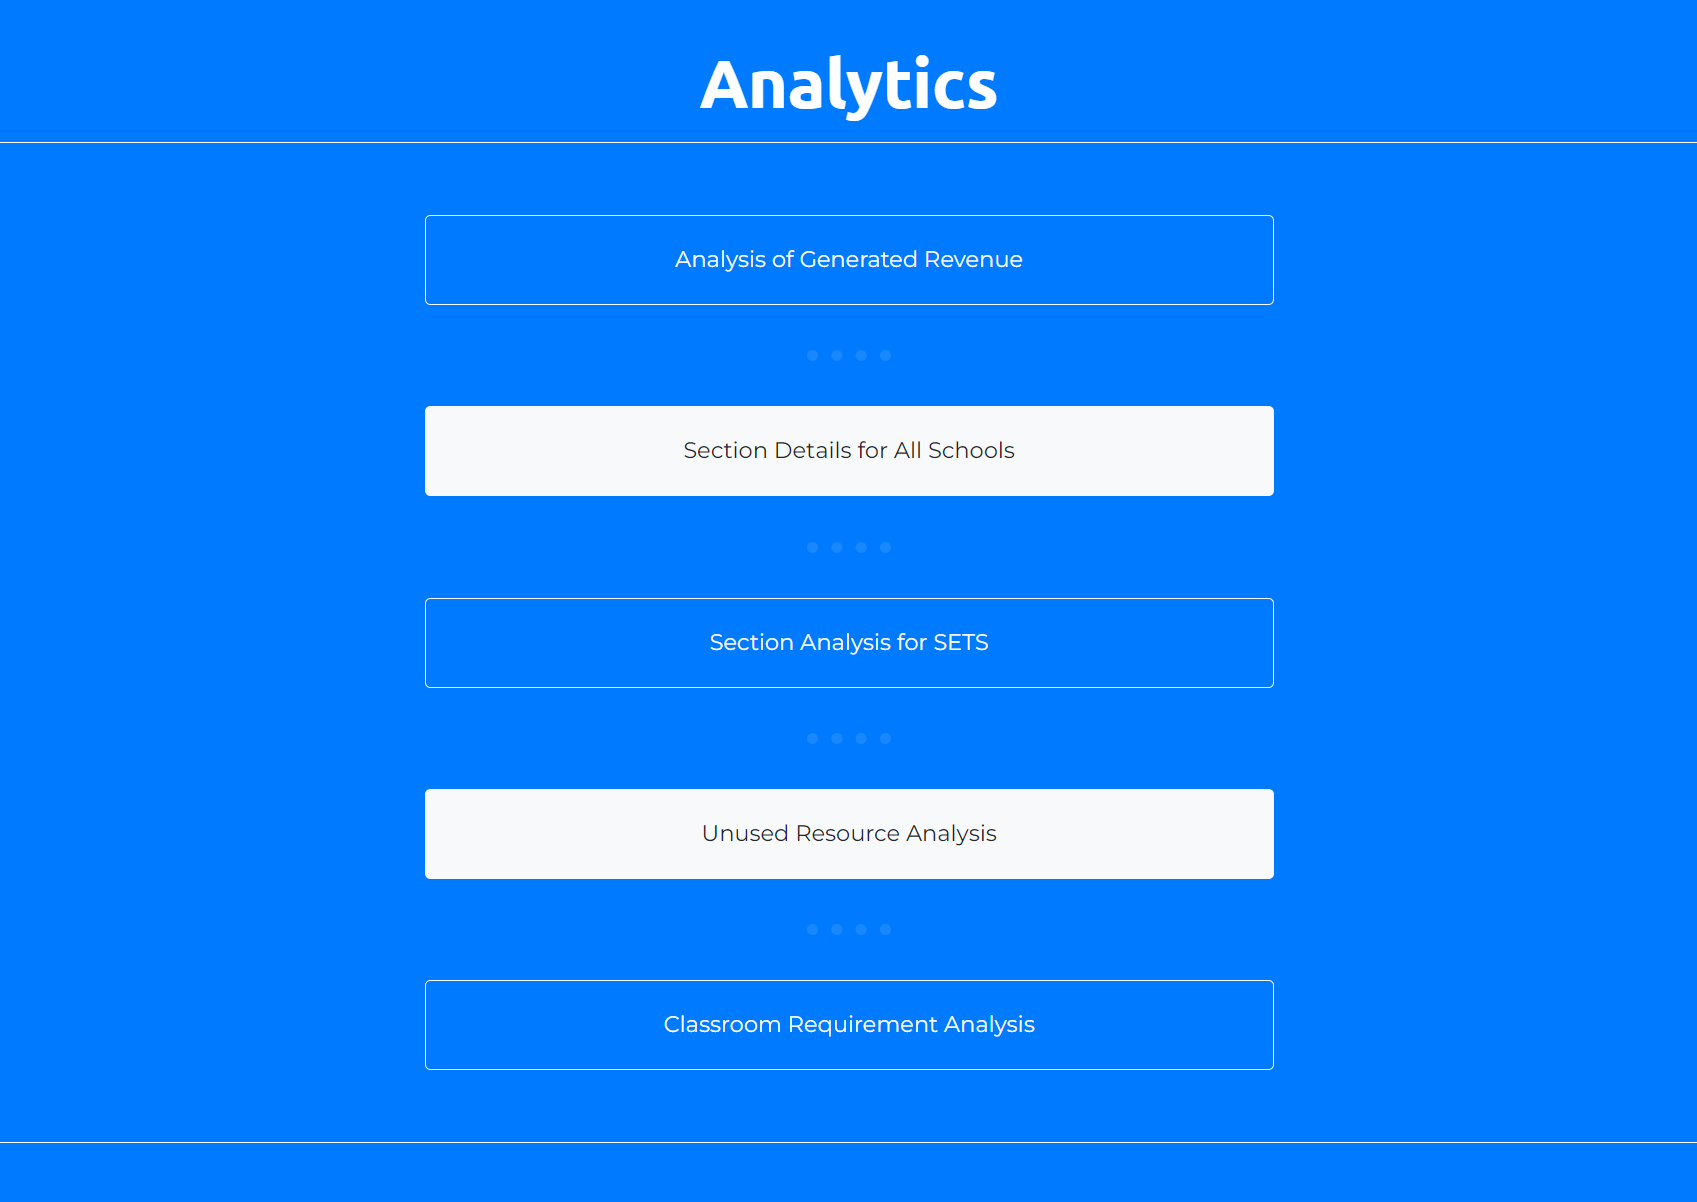 Analytics
Analysis of Generated Revenue
Section Details for All Schools
Section Analysis for SETS
Unused Resource Analysis
Classroom Requirement Analysis